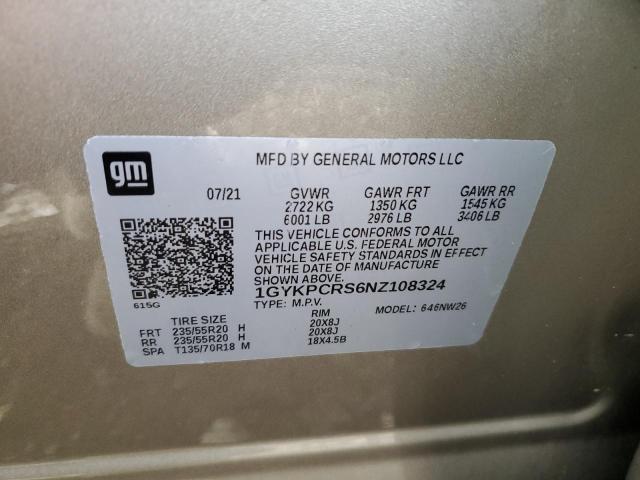 gm
MFD BY GENERAL MOTORS LLC
07/21 GVWR GAWR FRT GAWR RR
2722 KG 1350 KG 1545 KG
6001 LB 2976 LB 3406 LB
THIS VEHICLE CONFORMS TO ALL
APPLICABLE U.S. FEDERAL MOTOR
VEHICLE SAFETY STANDARDS IN EFFECT
ON THE DATE OF MANUFACTURE
SHOWN ABOVE.
1GYKPCRS6NZ108324
TYPE: M.P.V. MODEL: 646NW26
615G
TIRE SIZE RIM
FRT 235/55R20 H 20X8J
RR 235/55R20 H 20X8J
SPA T135/70R18 M 18X4.5B